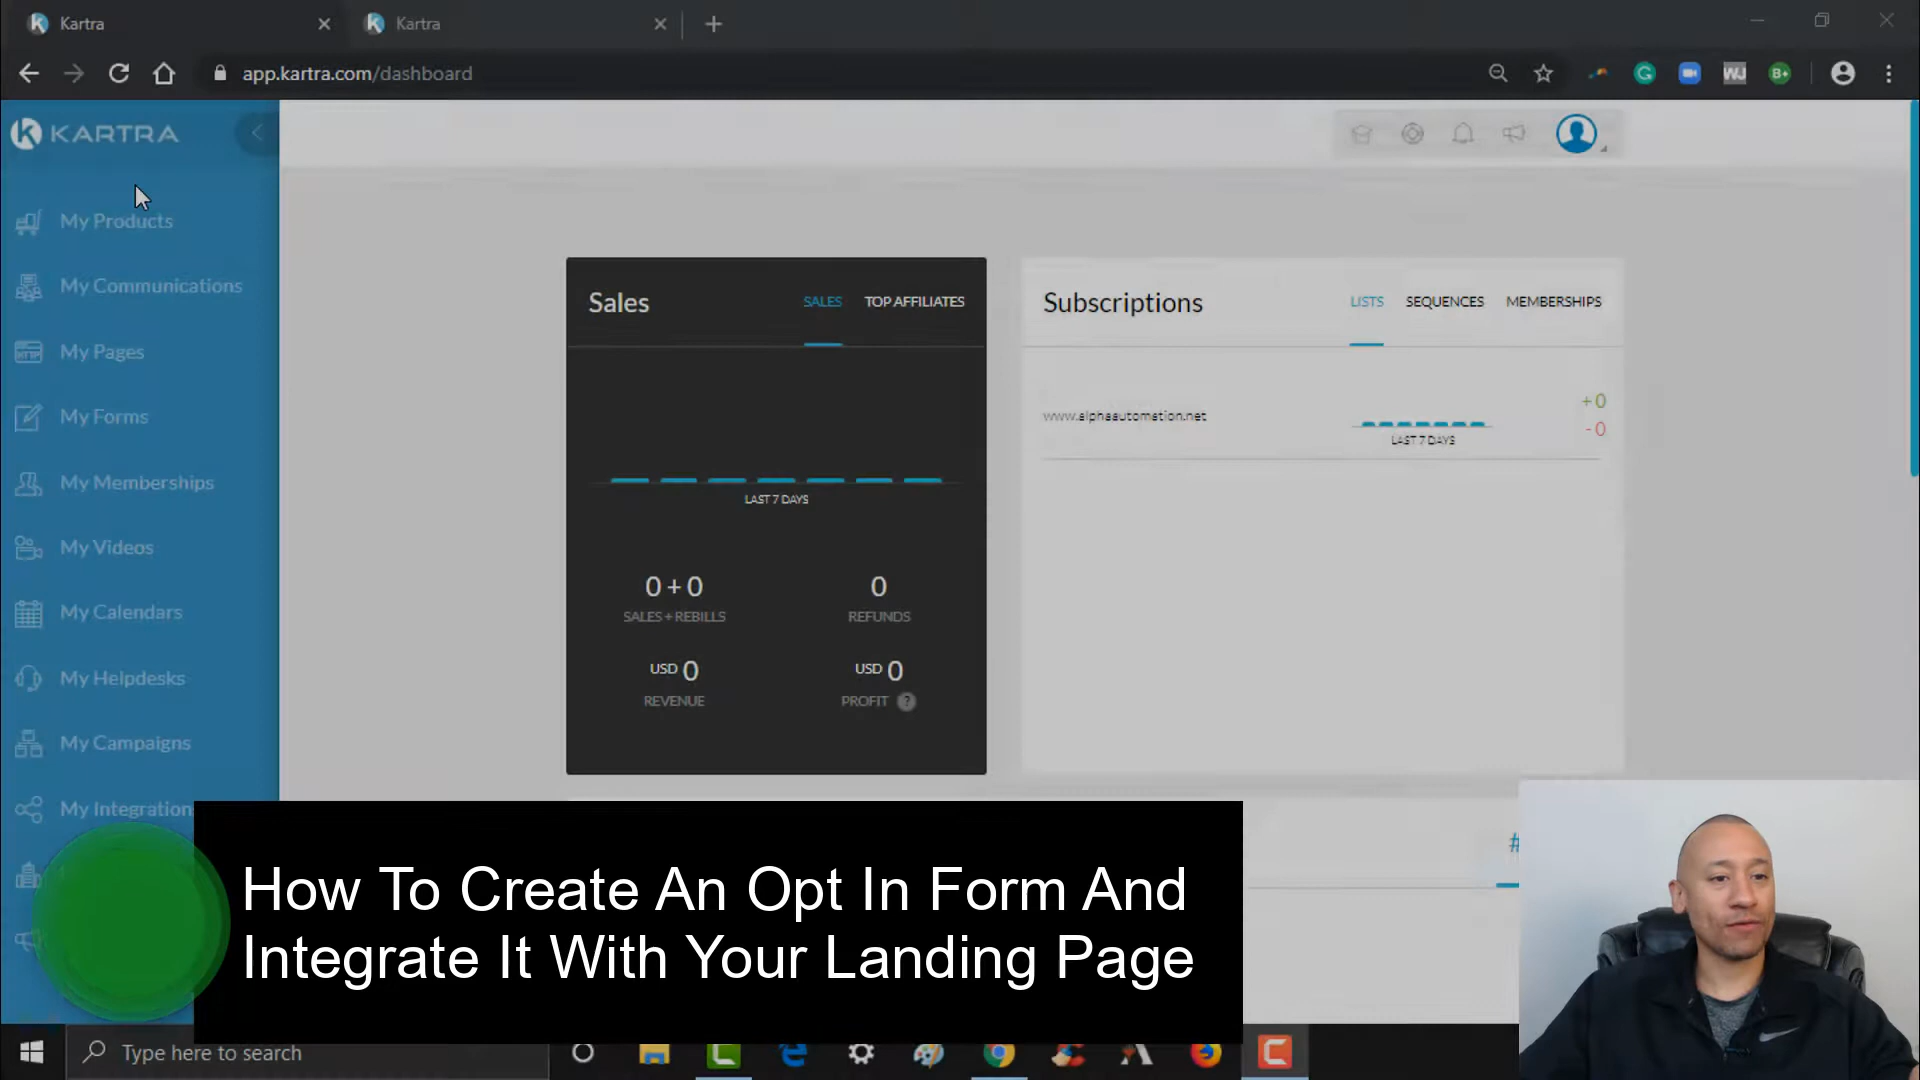 Kartra
Kartra
app.kartra.com/dashboard
KARTRA
My Products
My Communications
My Pages
My Forms
My Memberships
My Videos
My Calendars
My Helpdesks
My Campaigns
My Integration
Sales
SALES
TOP AFFILIATES
LAST 7 DAYS
0 + 0
SALES + REBILLS
0
REFUNDS
USD 0
REVENUE
USD 0
PROFIT ?
Subscriptions
LISTS
SEQUENCES
MEMBERSHIPS
www.alphaautomation.net
LAST 7 DAYS
+0
-0
#
How To Create An Opt In Form And
Integrate It With Your Landing Page
Type here to search